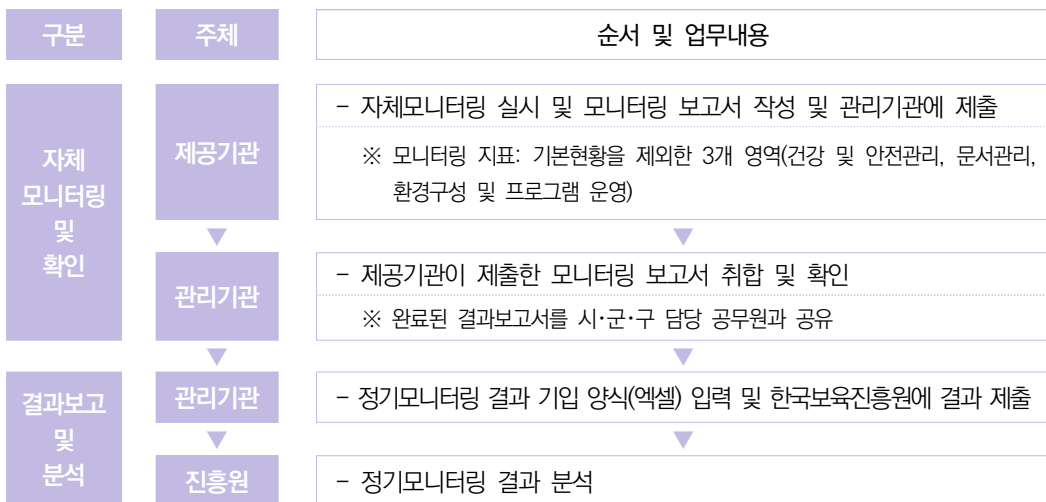 구분 주체 순서 및 업무내용
자체
모니터링
및
확인
제공기관
- 자체모니터링 실시 및 모니터링 보고서 작성 및 관리기관에 제출
※ 모니터링 지표: 기본현황을 제외한 3개 영역(건강 및 안전관리, 문서관리,
환경구성 및 프로그램 운영)
▼ ▼
관리기관
- 제공기관이 제출한 모니터링 보고서 취합 및 확인
※ 완료된 결과보고서를 시·군·구 담당 공무원과 공유
▼ ▼
결과보고
및
분석
관리기관
- 정기모니터링 결과 기입 양식(엑셀) 입력 및 한국보육진흥원에 결과 제출
▼ ▼
진흥원
- 정기모니터링 결과 분석